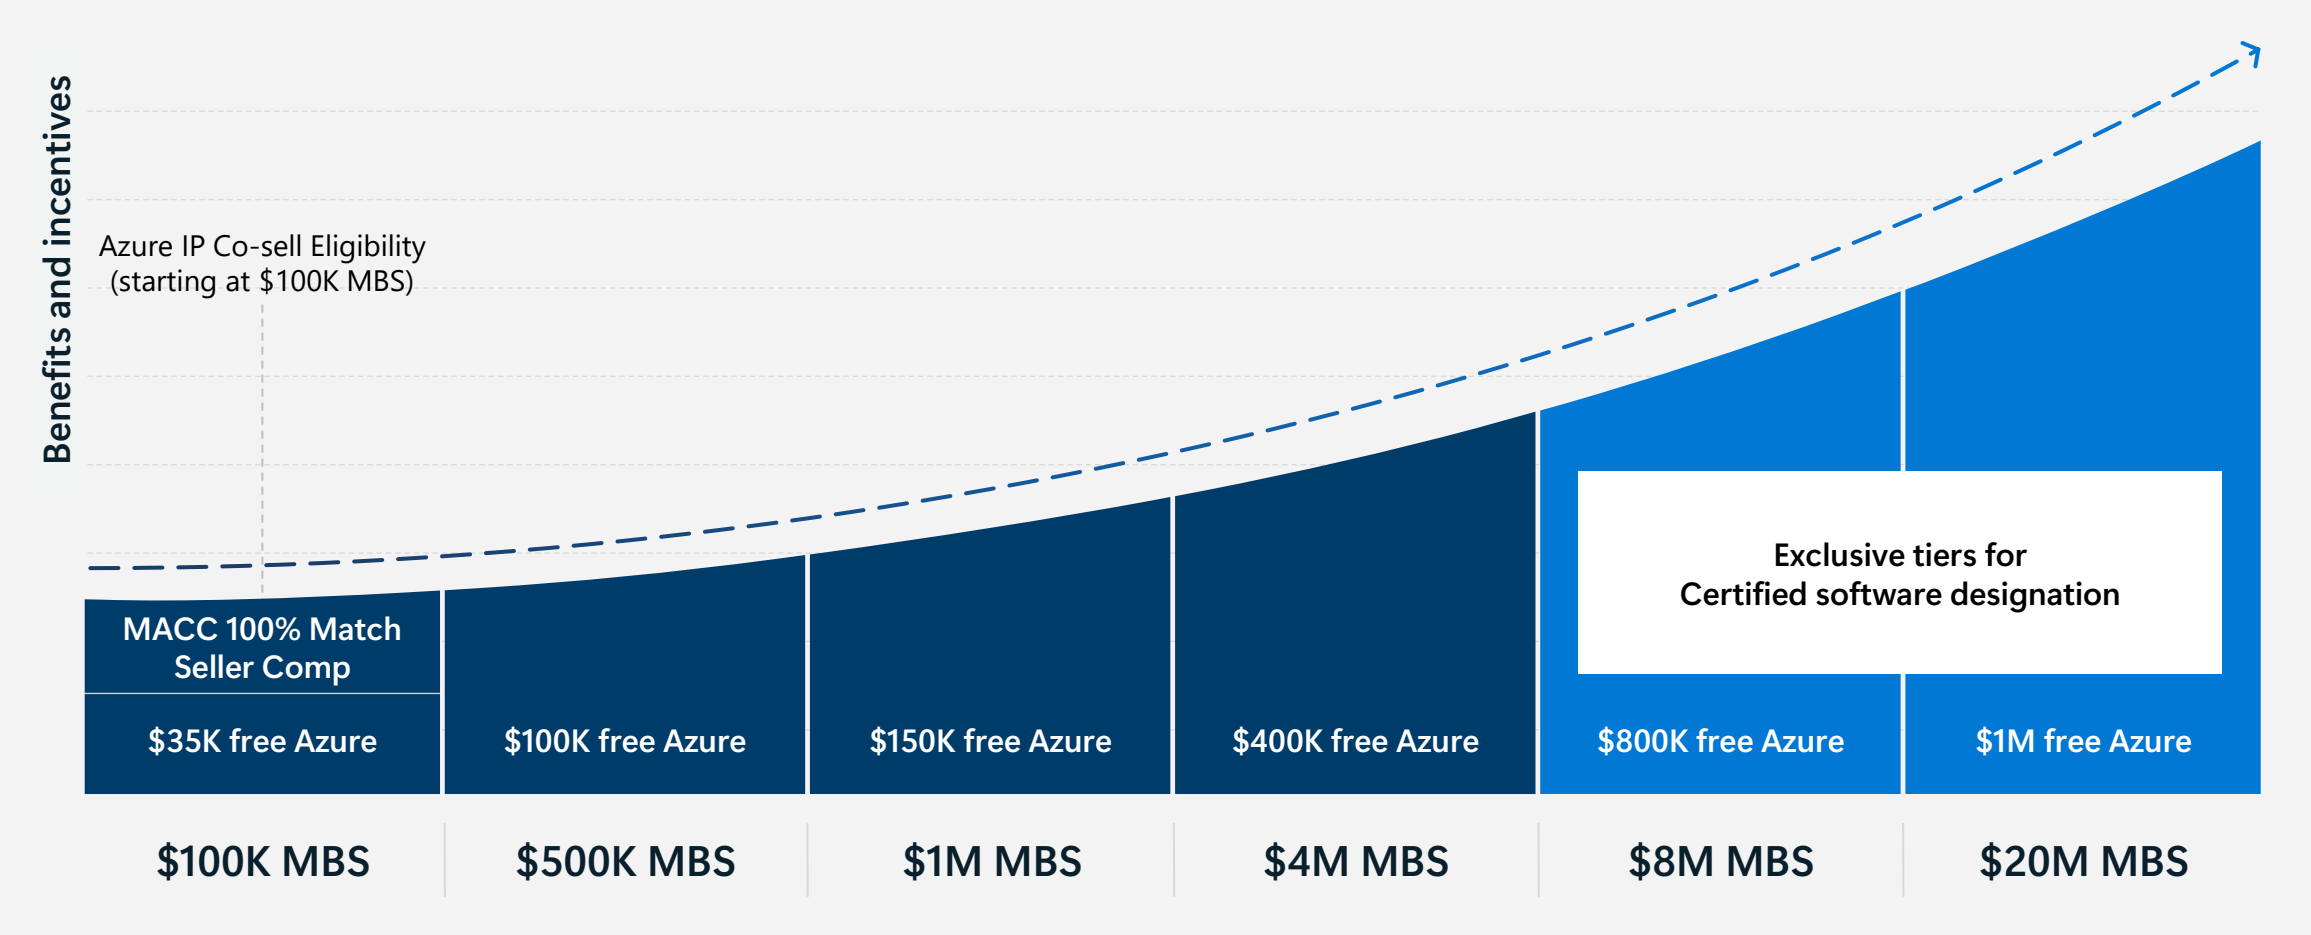 Benefits and incentives
Azure IP Co-sell Eligibility
(starting at $100K MBS)
MACC 100% Match
Seller Comp
Exclusive tiers for
Certified software designation
$35K free Azure
$100K free Azure
$150K free Azure
$400K free Azure
$800K free Azure
$1M free Azure
$100K MBS
$500K MBS
$1M MBS
$4M MBS
$8M MBS
$20M MBS